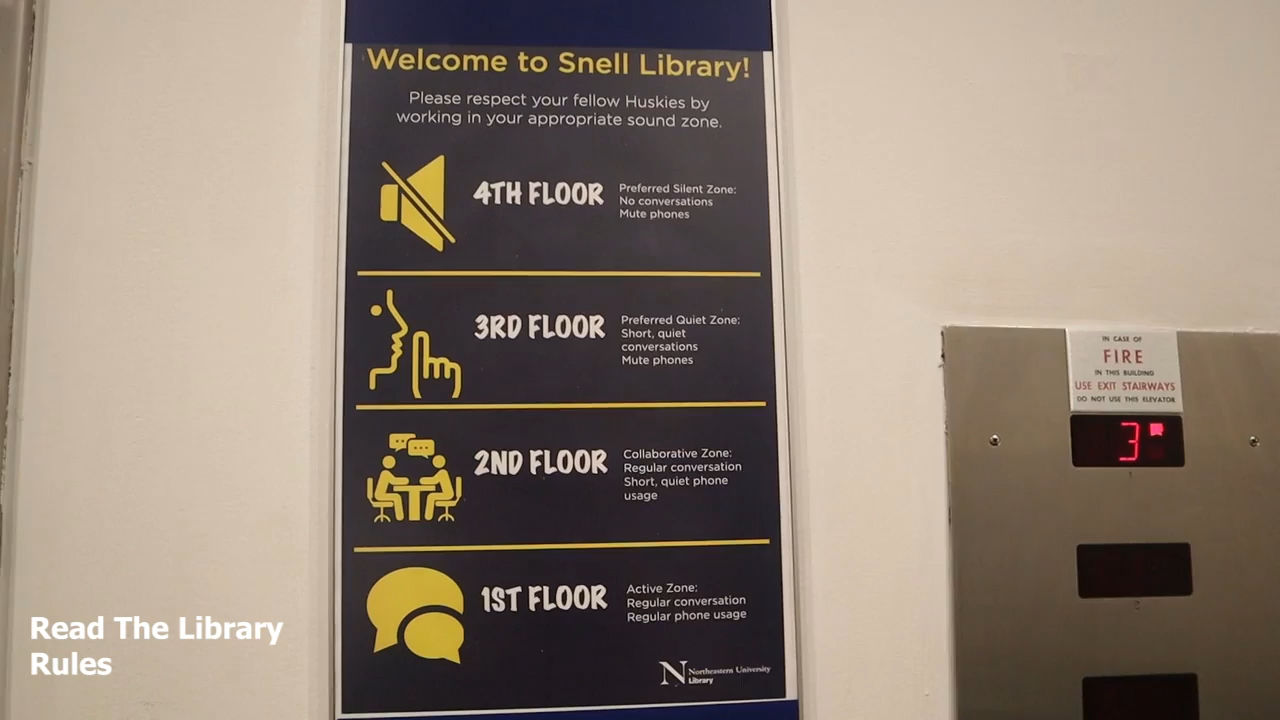 Welcome to Snell Library!
Please respect your fellow Huskies by
working in your appropriate sound zone.
4TH FLOOR
Preferred Silent Zone:
No conversations
Mute phones
3RD FLOOR
Preferred Quiet Zone:
Short, quiet
conversations
Mute phones
2ND FLOOR
Collaborative Zone:
Regular conversation
Short, quiet phone
usage
1ST FLOOR
Active Zone:
Regular conversation
Regular phone usage
N Northeastern University
Library
IN CASE OF
FIRE
IN THIS BUILDING
USE EXIT STAIRWAYS
DO NOT USE THIS ELEVATOR
3
Read The Library
Rules